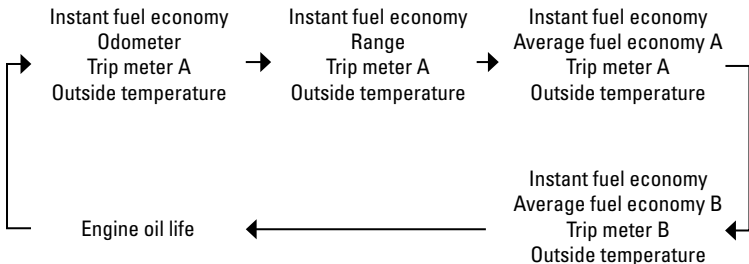 Instant fuel economy
Odometer
Trip meter A
Outside temperature
Instant fuel economy
Range
Trip meter A
Outside temperature
Instant fuel economy
Average fuel economy A
Trip meter A
Outside temperature
Instant fuel economy
Average fuel economy B
Trip meter B
Outside temperature
Engine oil life